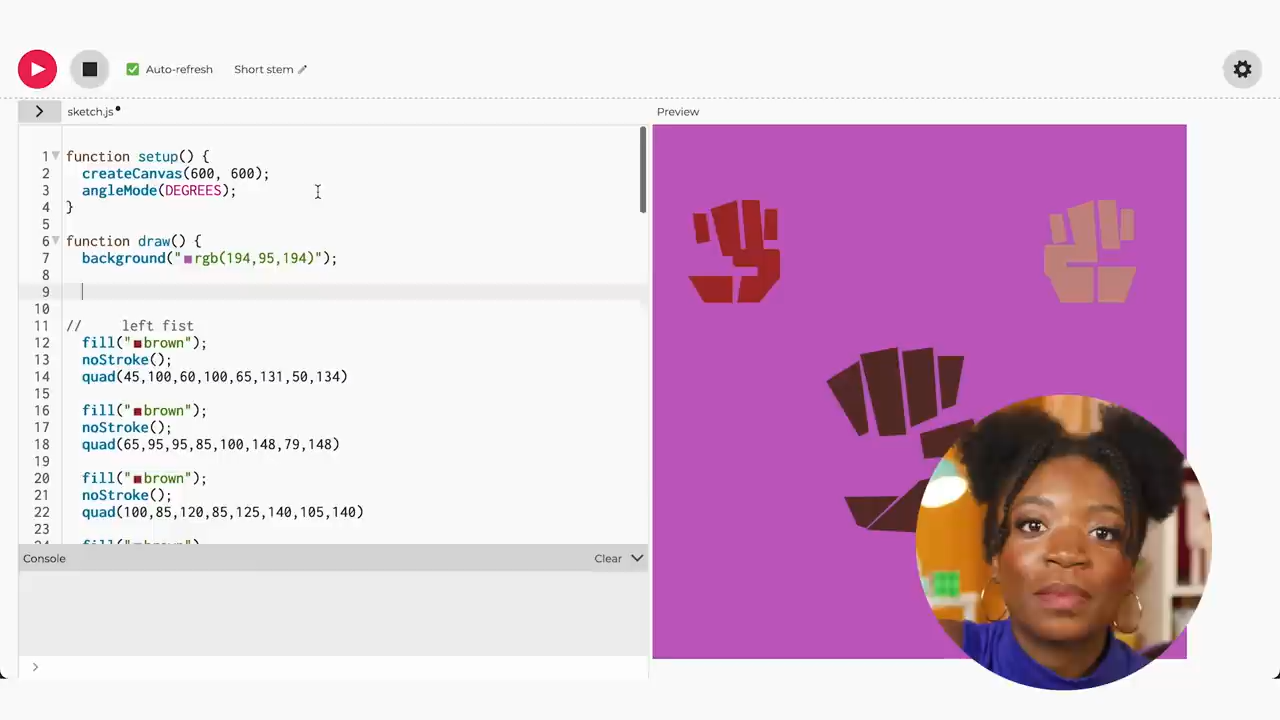 Auto-refresh
Short stem
sketch.js
Preview
1 function setup() {
2 createCanvas(600, 600);
3 angleMode(DEGREES);
4 }
5
6 function draw() {
7 background("rgb(194,95,194)");
8
9
10
11 // left fist
12 fill("brown");
13 noStroke();
14 quad(45,100,60,100,65,131,50,134)
15
16 fill("brown");
17 noStroke();
18 quad(65,95,95,85,100,148,79,148)
19
20 fill("brown");
21 noStroke();
22 quad(100,85,120,85,125,140,105,140)
23
Console
Clear